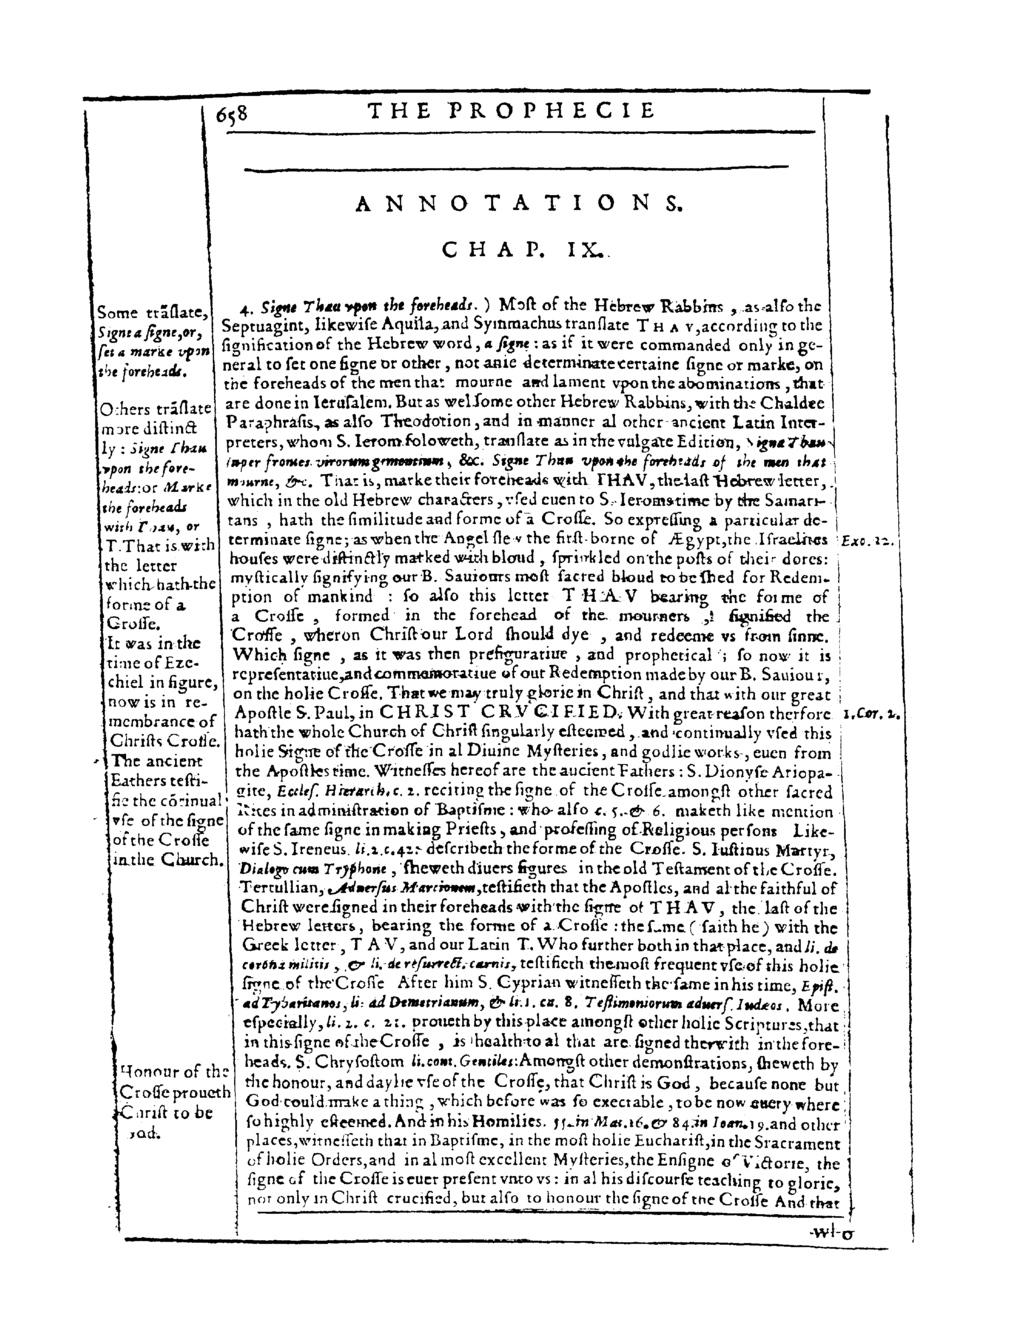 658
THE PROPHECIE
ANNOTATIONS.
CHAP. IX.
Some trãſlate,
Signe a ſigne, or,
ſet a marke vpon
the foreheads.
Others trãſlate
more diſtinct
ly: Signe Thau
vpon the fore-
heads: or Marke
the foreheads
with Thau, or
T. That is with
the letter
which hath the
forme of a
Croſſe.
It was in the
time of Eze-
chiel in figure,
now is in re-
membrance of
Chriſts Croſſe.
The ancient
Fathers teſti-
fie the cõtinual
vſe of the ſigne
of the Croſſe
in the Church.
Honour of the
Croſſe proueth
Chriſt to be
God.
4. Signe Thau vpon the foreheads. ) Moſt of the Hebrew Rabbins, as alſo the
Septuagint, likewiſe Aquila, and Symmachus tranſlate THAV, according to the
ſignification of the Hebrew word, a ſigne: as if it were commanded only in ge-
neral to ſet one ſigne or other, not anie determinate certaine ſigne or marke, on
the foreheads of the men that mourne and lament vpon the abominations, that
are done in Ieruſalem. But as wel ſome other Hebrew Rabbins, with the Chaldee
Paraphraſis, as alſo Theodotion, and in manner al other ancient Latin Inter-
preters, whom S. Ierom foloweth, tranſlate as in the vulgate Edition, Signa Thau
ſuper frontes virorum gementium, &c. Signe Thau vpon the foreheads of the men that
mourne, &c. That is, marke their foreheads with THAV, the laſt Hebrew letter,
which in the old Hebrew characters, vſed euen to S. Ieroms time by the Samari-
tans, hath the ſimilitude and forme of a Croſſe. So expreſſing a particular de-
terminate ſigne; as when the Angel ſlew the firſt-borne of Ægypt, the Iſraelites
houſes were diſtinctly marked with bloud, ſprinkled on the poſts of their dores:
myſtically ſignifying our B. Sauiours moſt ſacred bloud to be ſhed for Redem-
ption of mankind: ſo alſo this letter THAV bearing the forme of
a Croſſe, formed in the forehead of the mourners, ſignified the
Croſſe, wheron Chriſt our Lord ſhould dye, and redeeme vs from ſinne.
Which ſigne, as it was then prefiguratiue, and prophetical; ſo now it is
repreſentatiue, and commemoratiue of our Redemption made by our B. Sauiour,
on the holie Croſſe. That we may truly glorie in Chriſt, and that with our great
Apoſtle S. Paul, in CHRIST CRVCIFIED. With great reaſon therfore
hath the whole Church of Chriſt ſingularly eſteemed, and continually vſed this
holie Signe of the Croſſe in al Diuine Myſteries, and godlie works, euen from
the Apoſtles time. Witneſſes hereof are the aucient Fathers: S. Dionyſe Ariopa-
gite, Eccleſ. Hierarth. c. 2. reciting the ſigne of the Croſſe amongſt other ſacred
Rites in adminiſtration of Baptiſme: who alſo c. 5. & 6. maketh like mention
of the ſame ſigne in making Prieſts, and profeſſing of Religious perſons Like-
wiſe S. Ireneus. li. 2. c. 42. deſcribeth the forme of the Croſſe. S. Iuſtinus Martyr,
Dialogo cum Tryphone, ſheweth diuers figures in the old Teſtament of the Croſſe.
Tertullian, Aduerſus Marcionem, teſtifieth that the Apoſtles, and al the faithful of
Chriſt were ſigned in their foreheads with the ſigne of THAV, the laſt of the
Hebrew letters, bearing the forme of a Croſſe: the ſame (ſaith he) with the
Greek letter, TAV, and our Latin T. Who further both in that place, and li. de
corona militis, & li. de reſurrect. carnis, teſtifieth the moſt frequent vſe of this holie
ſigne of the Croſſe After him S. Cyprian witneſſeth the ſame in his time, Epiſt.
ad Tybaritanos, li. ad Demetrianum, & li. 1. ca. 8. Teſtimoniorum aduerſ. Iudæos. More
eſpecially, li. 2. c. 21. proueth by this place amongſt other holie Scriptures, that
in this ſigne of the Croſſe, is health to al that are ſigned therwith in the fore-
heads. S. Chryſoſtom li. cont. Gentiles: Amongſt other demonſtrations, ſheweth by
the honour, and daylie vſe of the Croſſe, that Chriſt is God, becauſe none but
God could make a thing, which before was ſo execrable, to be now euery where
ſo highly eſteemed. And in his Homilies. 55. in Mat. 16. & 84. in Ioan. 19. and other
places, witneſſeth that in Baptiſme, in the moſt holie Euchariſt, in the Sracrament
of holie Orders, and in al moſt excellent Myſteries, the Enſigne of Victorie, the
ſigne of the Croſſe is euer preſent vnto vs: in al his diſcourſe teaching to glorie,
not only in Chriſt crucified, but alſo to honour the ſigne of the Croſſe And that
Exo. 12.
1. Cor. 2.